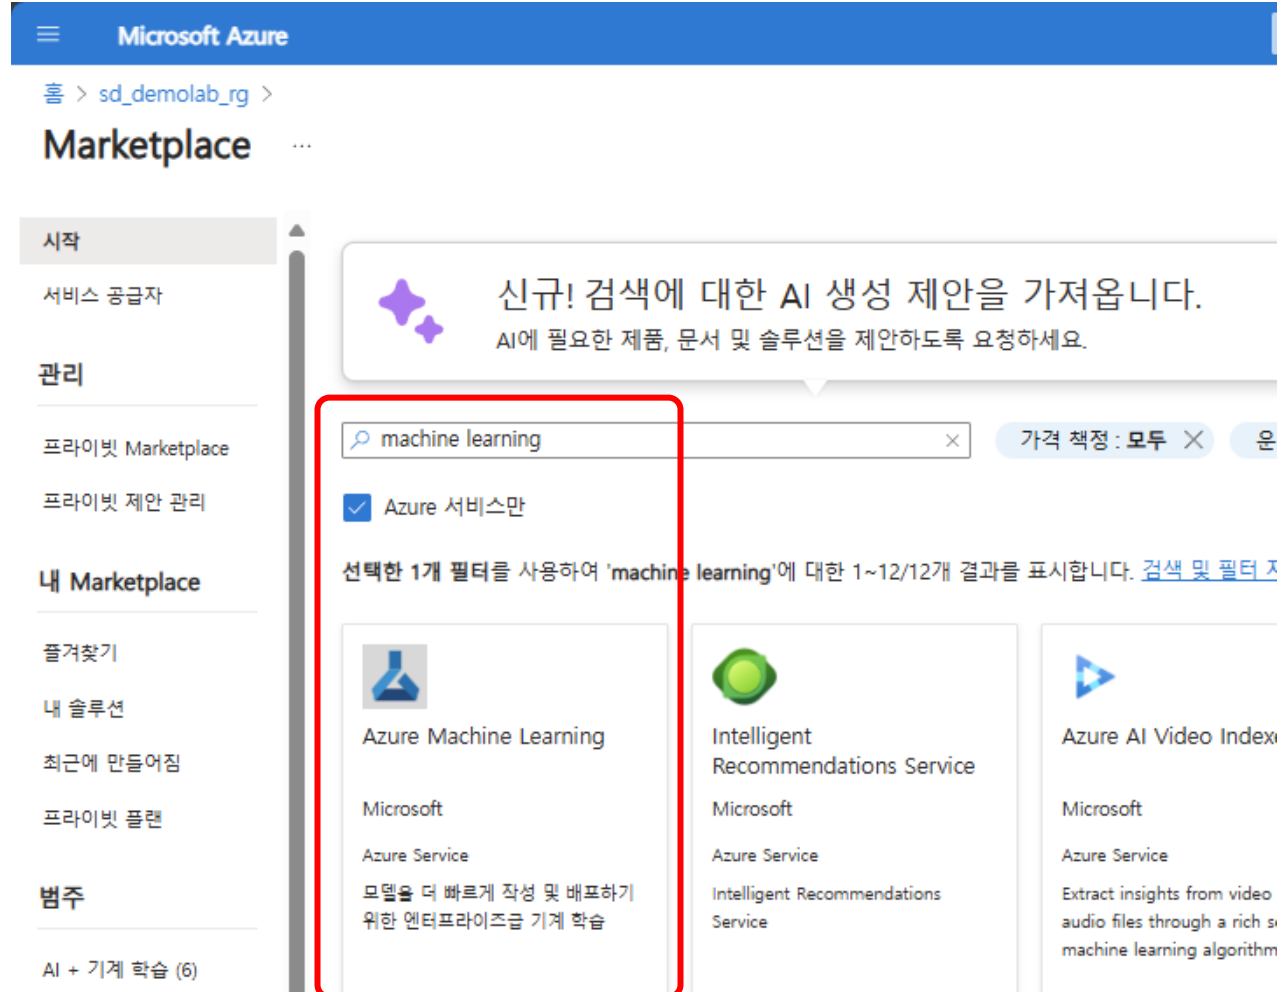 Microsoft Azure
홈 > sd_demolab_rg >
Marketplace ...
시작
서비스 공급자
관리
프라이빗 Marketplace
프라이빗 제안 관리
내 Marketplace
즐겨찾기
내 솔루션
최근에 만들어짐
프라이빗 플랜
범주
AI + 기계 학습 (6)
신규! 검색에 대한 AI 생성 제안을 가져옵니다.
AI에 필요한 제품, 문서 및 솔루션을 제안하도록 요청하세요.
machine learning
가격 책정 : 모두
운
Azure 서비스만
선택한 1개 필터를 사용하여 'machine learning'에 대한 1~12/12개 결과를 표시합니다. 검색 및 필터
Azure Machine Learning
Microsoft
Azure Service
모델을 더 빠르게 작성 및 배포하기
위한 엔터프라이즈급 기계 학습
Intelligent
Recommendations Service
Microsoft
Azure Service
Intelligent Recommendations
Service
Azure AI Video Indexe
Microsoft
Azure Service
Extract insights from video
audio files through a rich s
machine learning algorithm